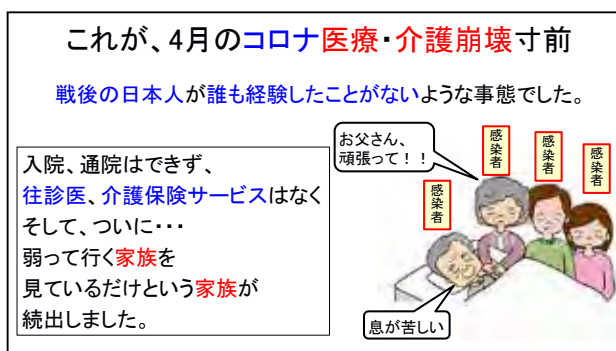 これが、4月のコロナ医療・介護崩壊寸前
戦後の日本人が誰も経験したことがないような事態でした。
入院、通院はできず、
往診医、介護保険サービスはなく
そして、ついに・・・
弱って行く家族を
見ているだけという家族が
続出しました。
お父さん、
頑張って！！
感染者
感染者
感染者
感染者
息が苦しい